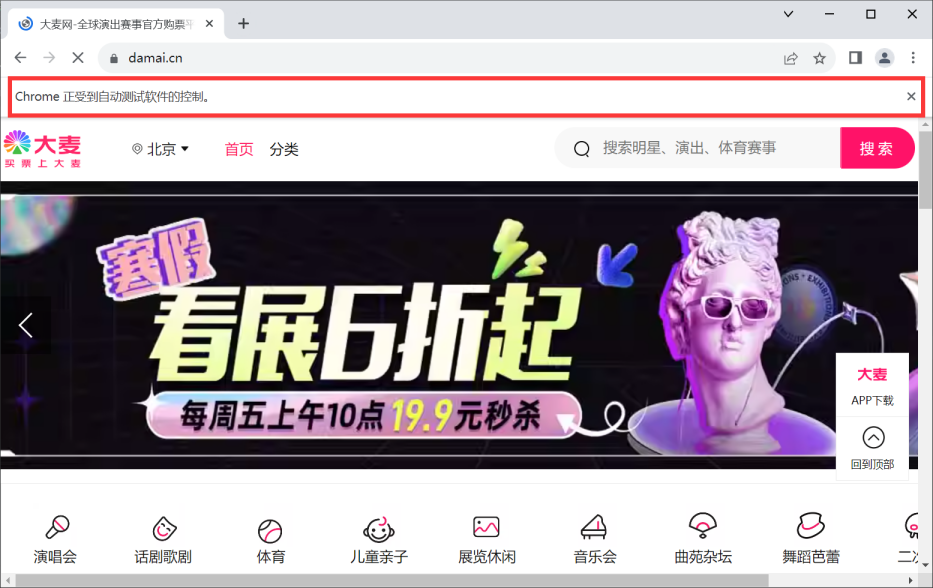 大麦网-全球演出赛事官方购票平
damai.cn
Chrome 正受到自动测试软件的控制。
大麦
买票上大麦
北京
首页 分类
搜索明星、演出、体育赛事
搜索
寒假
看展6折起
每周五上午10点19.9元秒杀
大麦
APP下载
回到顶部
演唱会 话剧歌剧 体育 儿童亲子 展览休闲 音乐会 曲苑杂坛 舞蹈芭蕾 二次